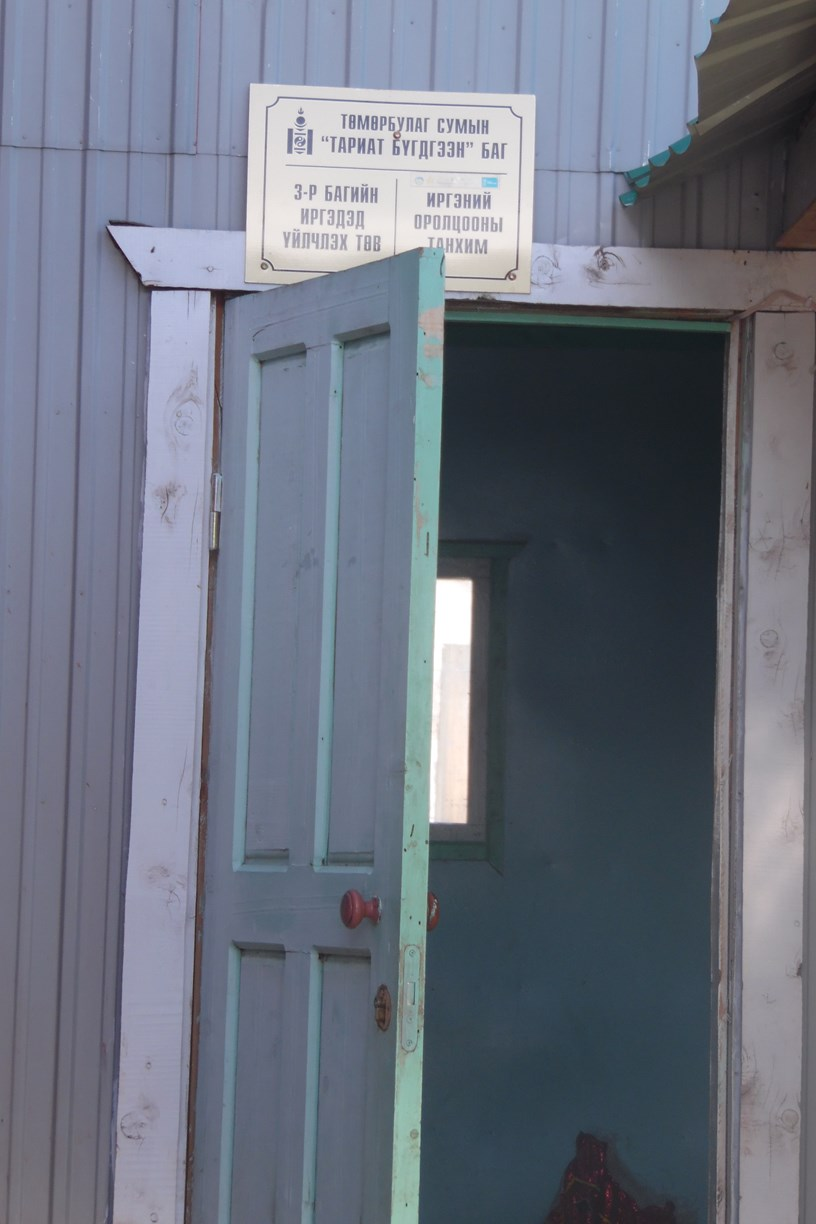 ТӨМӨРБУЛАГ СУМЫН
"ТАРИАТ БҮГДГЭЭН" БАГ
3-Р БАГИЙН
ИРГЭДЭД
ҮЙЛЧЛЭХ ТӨВ
ИРГЭНИЙ
ОРОЛЦООНЫ
ТАНХИМ